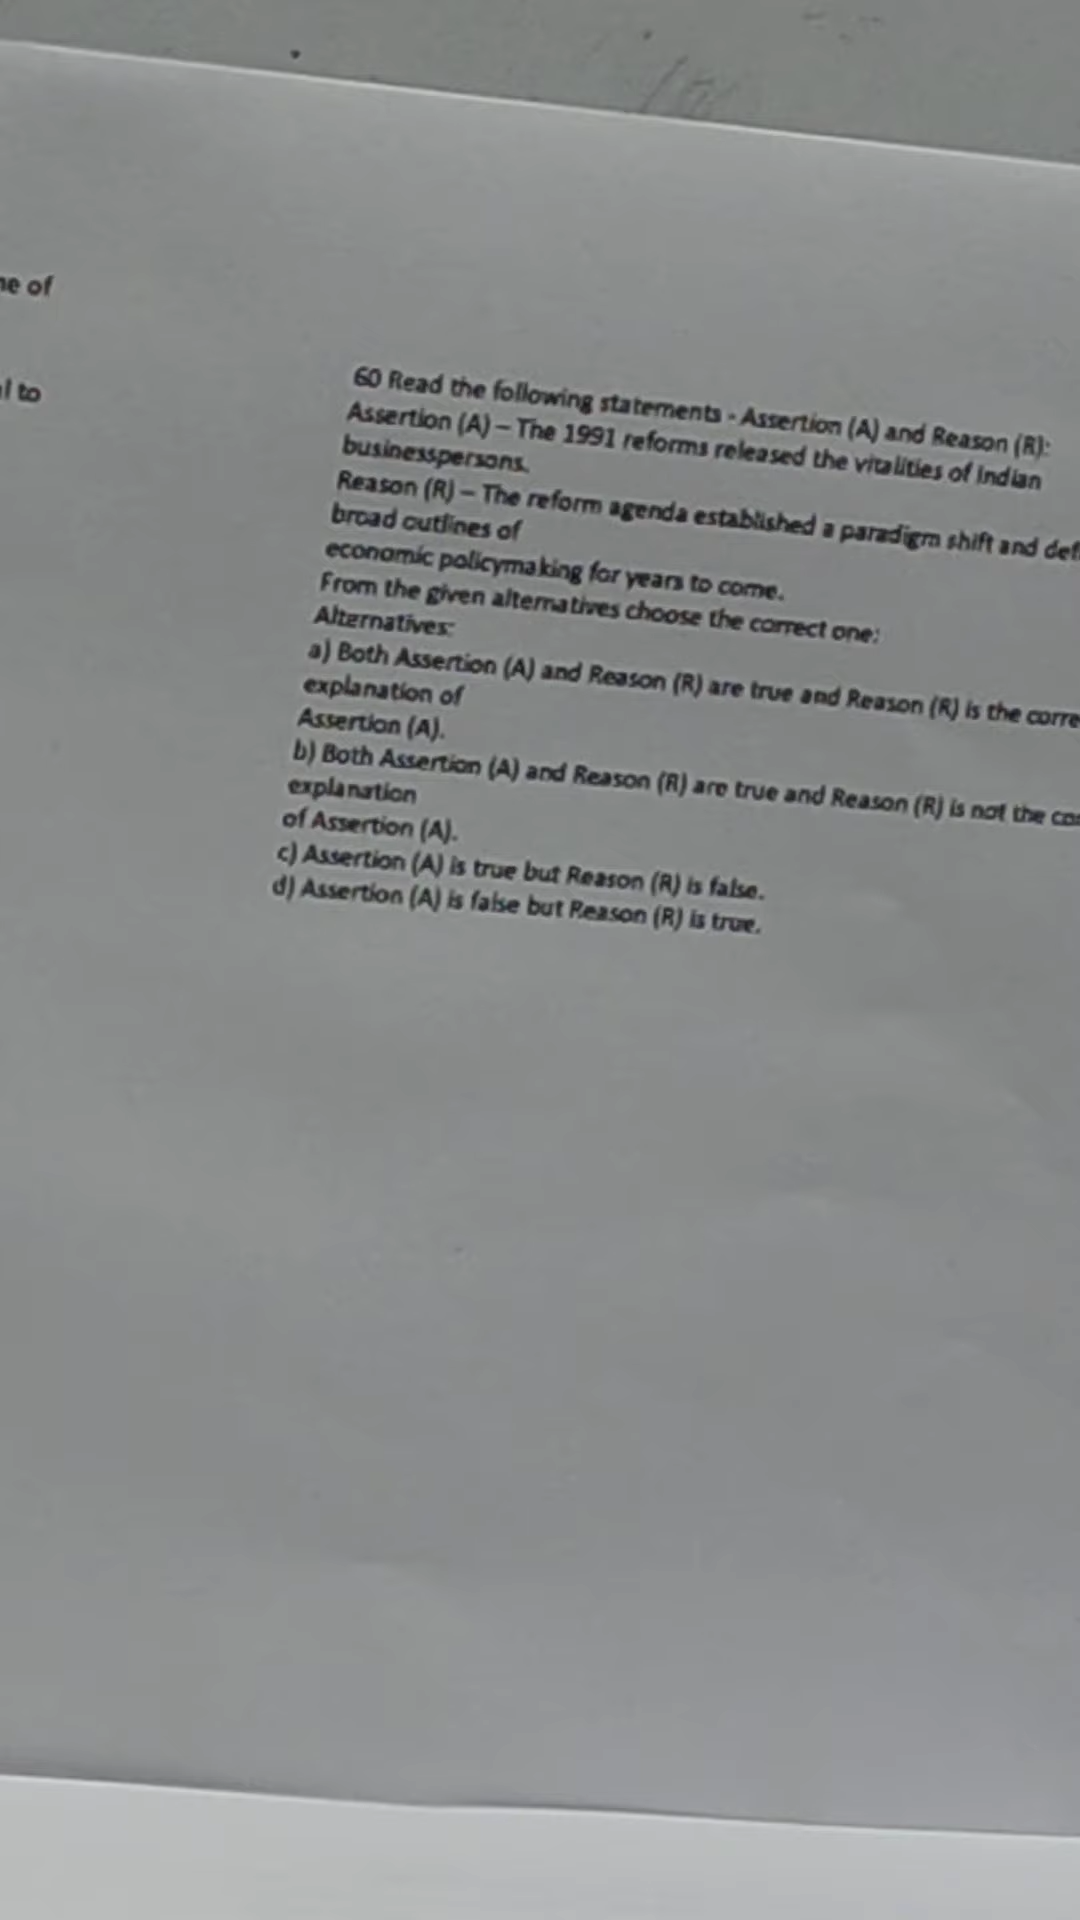 ne of
l to
60 Read the following statements - Assertion (A) and Reason (R):
Assertion (A) – The 1991 reforms released the vitalities of Indian
businesspersons.
Reason (R) – The reform agenda established a paradigm shift and def
broad outlines of
economic policymaking for years to come.
From the given alternatives choose the correct one:
Alternatives:
a) Both Assertion (A) and Reason (R) are true and Reason (R) is the corre
explanation of
Assertion (A).
b) Both Assertion (A) and Reason (R) are true and Reason (R) is not the co
explanation
of Assertion (A).
c) Assertion (A) is true but Reason (R) is false.
d) Assertion (A) is false but Reason (R) is true.